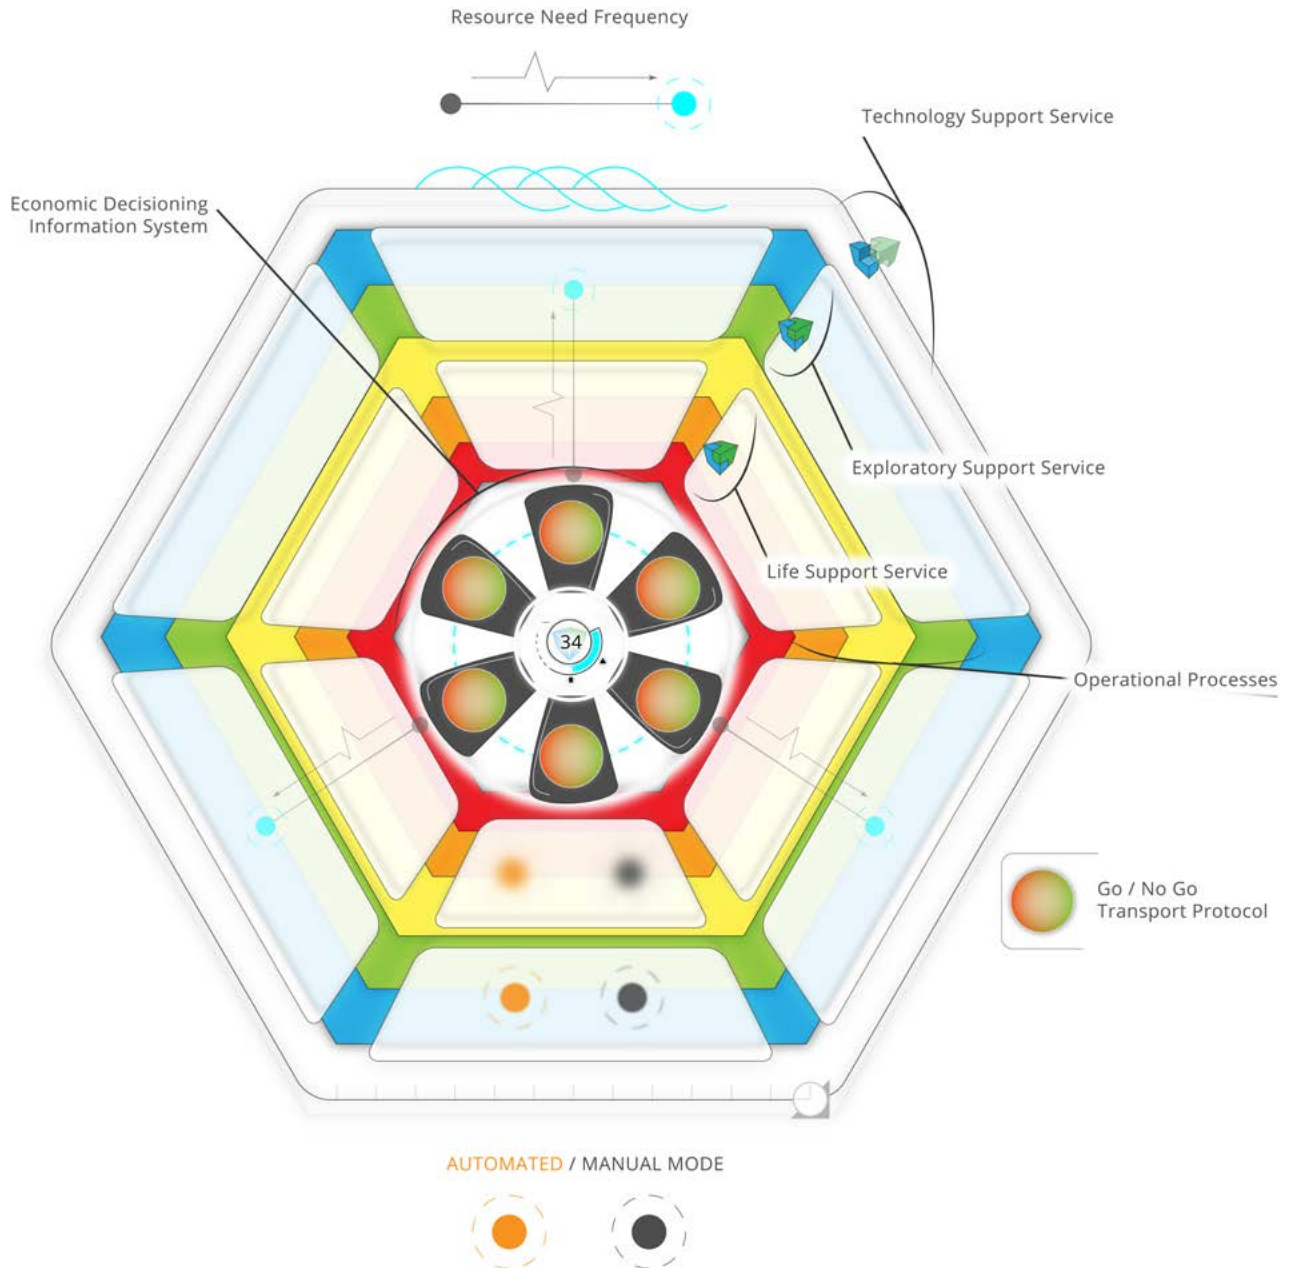 Resource Need Frequency
Technology Support Service
Economic Decisioning
Information System
Exploratory Support Service
Life Support Service
34
Operational Processes
Go / No Go
Transport Protocol
AUTOMATED / MANUAL MODE